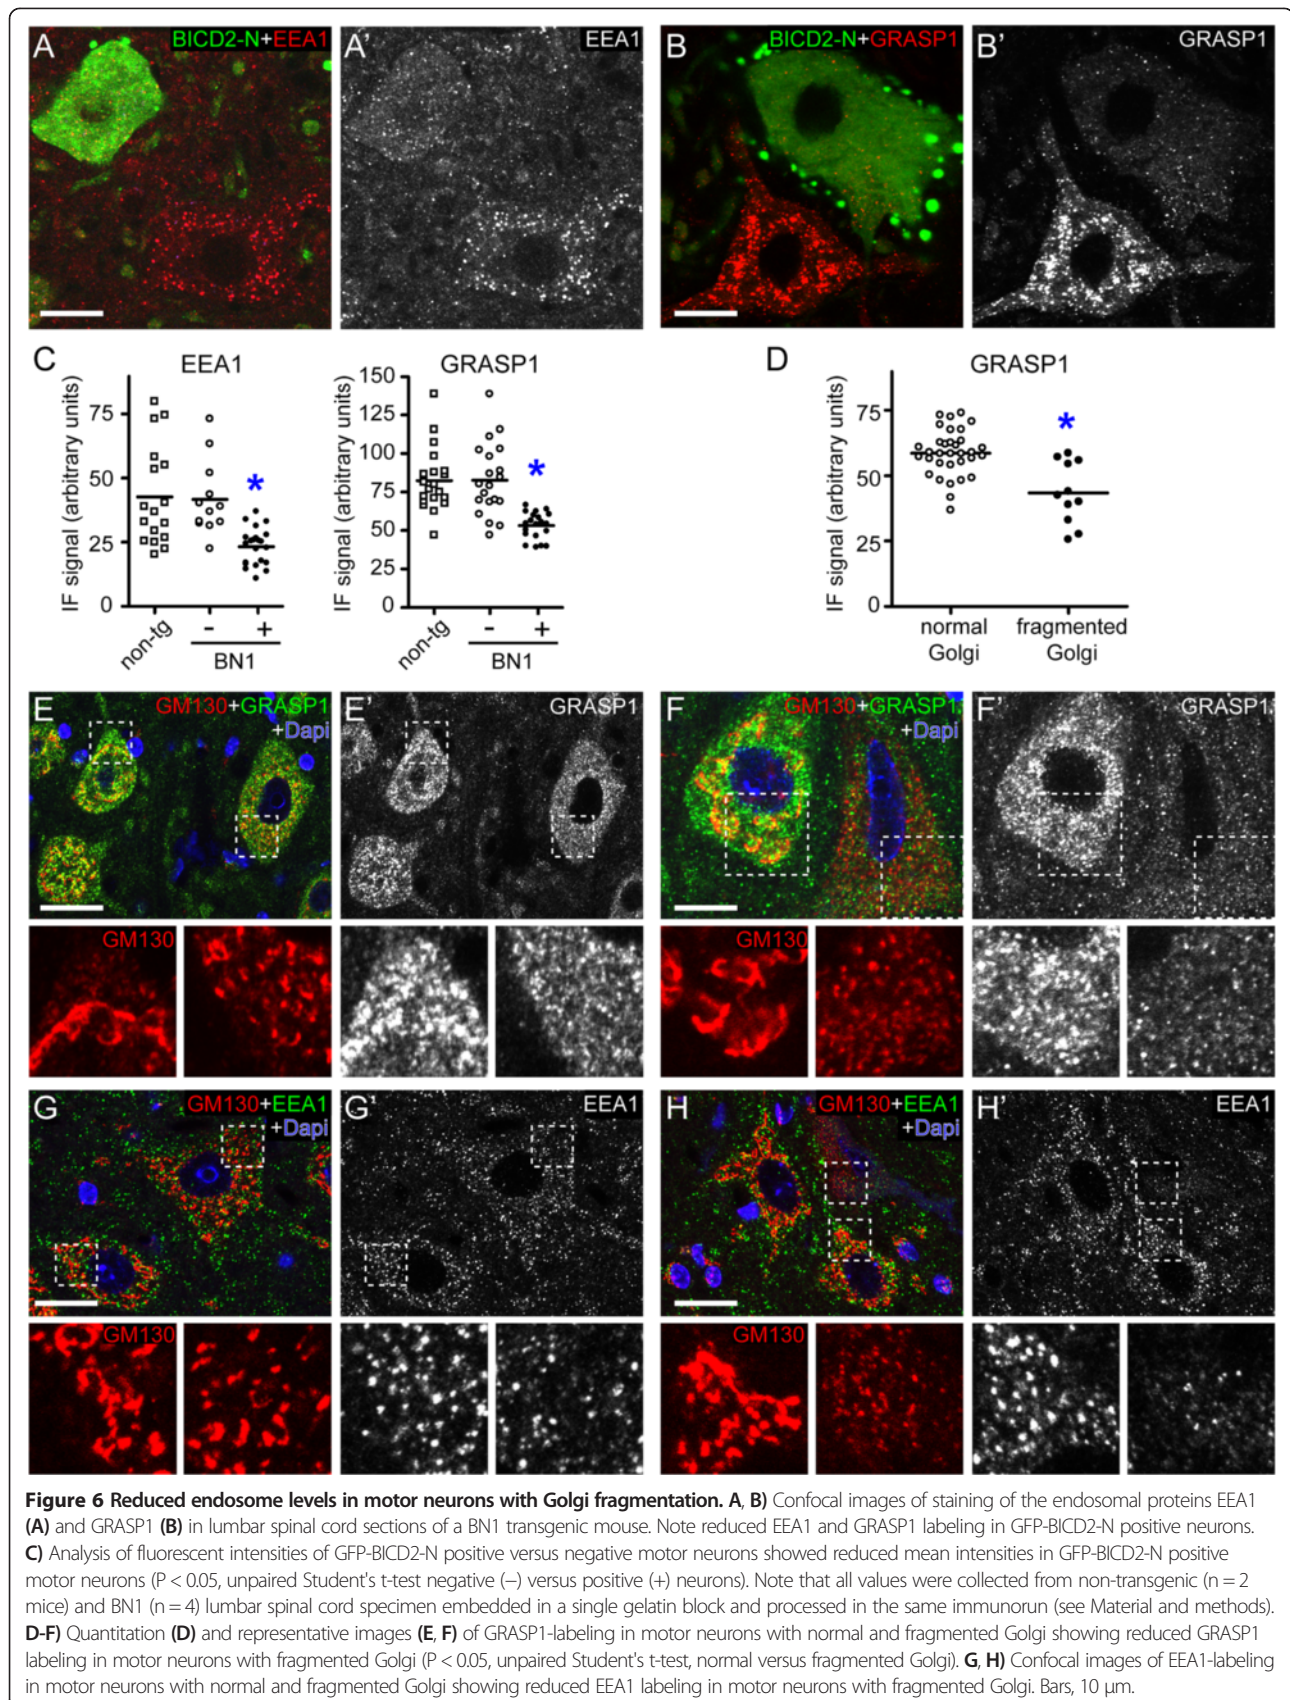 A
BICD2-N+EEA1
A'
EEA1
B
BICD2-N+GRASP1
B'
GRASP1
C
EEA1
IF signal (arbitrary units)
75
50
25
0
non-tg
-
+
BN1
*
GRASP1
IF signal (arbitrary units)
150
125
100
75
50
25
0
non-tg
-
+
BN1
*
D
GRASP1
IF signal (arbitrary units)
75
50
25
0
*
normal
Golgi
fragmented
Golgi
E
GM130+GRASP1
+Dapi
E'
GRASP1
F
GM130+GRASP1
+Dapi
F'
GRASP1
GM130
GM130
G
GM130+EEA1
+Dapi
G'
EEA1
H
GM130+EEA1
+Dapi
H'
EEA1
GM130
GM130
Figure 6 Reduced endosome levels in motor neurons with Golgi fragmentation. A, B) Confocal images of staining of the endosomal proteins EEA1
(A) and GRASP1 (B) in lumbar spinal cord sections of a BN1 transgenic mouse. Note reduced EEA1 and GRASP1 labeling in GFP-BICD2-N positive neurons.
C) Analysis of fluorescent intensities of GFP-BICD2-N positive versus negative motor neurons showed reduced mean intensities in GFP-BICD2-N positive
motor neurons (P < 0.05, unpaired Student's t-test negative (−) versus positive (+) neurons). Note that all values were collected from non-transgenic (n = 2
mice) and BN1 (n = 4) lumbar spinal cord specimen embedded in a single gelatin block and processed in the same immunorun (see Material and methods).
D-F) Quantitation (D) and representative images (E, F) of GRASP1-labeling in motor neurons with normal and fragmented Golgi showing reduced GRASP1
labeling in motor neurons with fragmented Golgi (P < 0.05, unpaired Student's t-test, normal versus fragmented Golgi). G, H) Confocal images of EEA1-labeling
in motor neurons with normal and fragmented Golgi showing reduced EEA1 labeling in motor neurons with fragmented Golgi. Bars, 10 μm.